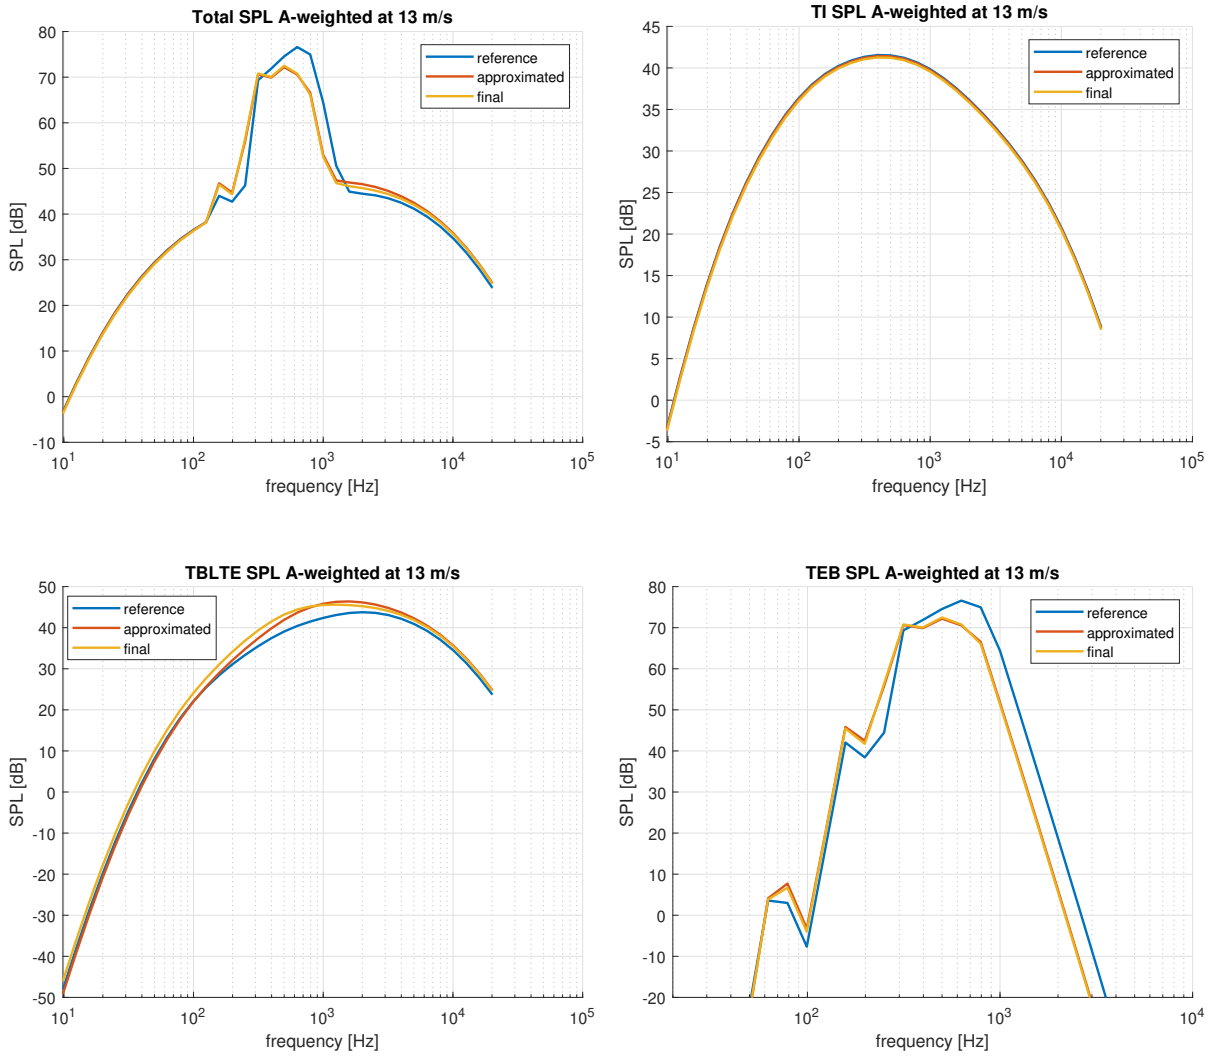 Total SPL A-weighted at 13 m/s
SPL [dB]
80
70
60
50
40
30
20
10
0
-10
10^1
10^2
10^3
10^4
10^5
frequency [Hz]
reference
approximated
final
TI SPL A-weighted at 13 m/s
SPL [dB]
45
40
35
30
25
20
15
10
5
0
-5
10^1
10^2
10^3
10^4
10^5
frequency [Hz]
reference
approximated
final
TBLTE SPL A-weighted at 13 m/s
SPL [dB]
50
40
30
20
10
0
-10
-20
-30
-40
-50
10^1
10^2
10^3
10^4
10^5
frequency [Hz]
reference
approximated
final
TEB SPL A-weighted at 13 m/s
SPL [dB]
80
70
60
50
40
30
20
10
0
-10
-20
10^2
10^3
10^4
frequency [Hz]
reference
approximated
final